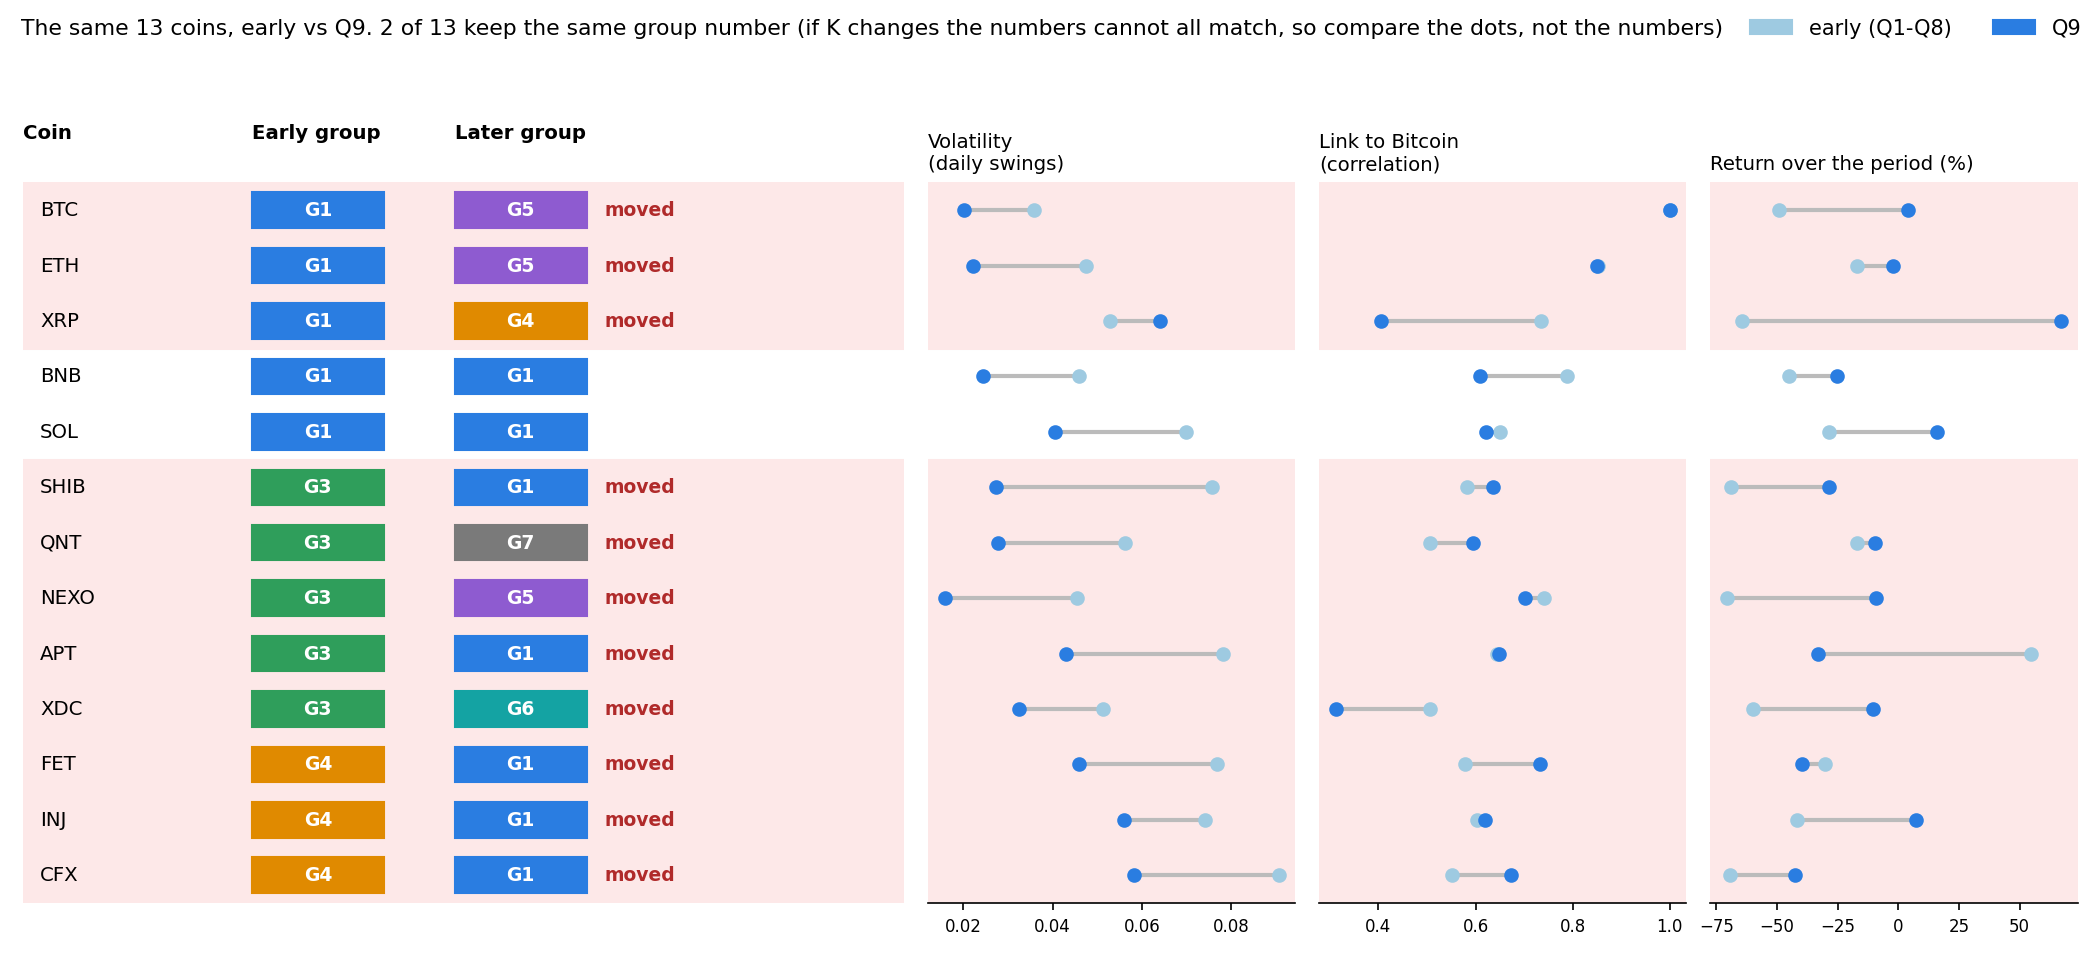 The same 13 coins, early vs Q9. 2 of 13 keep the same group number (if K changes the numbers cannot all match, so compare the dots, not the numbers)
early (Q1-Q8)
Q9
Coin
Early group
Later group
Volatility
(daily swings)
Link to Bitcoin
(correlation)
Return over the period (%)
BTC G1 G5 moved
ETH G1 G5 moved
XRP G1 G4 moved
BNB G1 G1
SOL G1 G1
SHIB G3 G1 moved
QNT G3 G7 moved
NEXO G3 G5 moved
APT G3 G1 moved
XDC G3 G6 moved
FET G4 G1 moved
INJ G4 G1 moved
CFX G4 G1 moved
0.02 0.04 0.06 0.08
0.4 0.6 0.8 1.0
−75 −50 −25 0 25 50